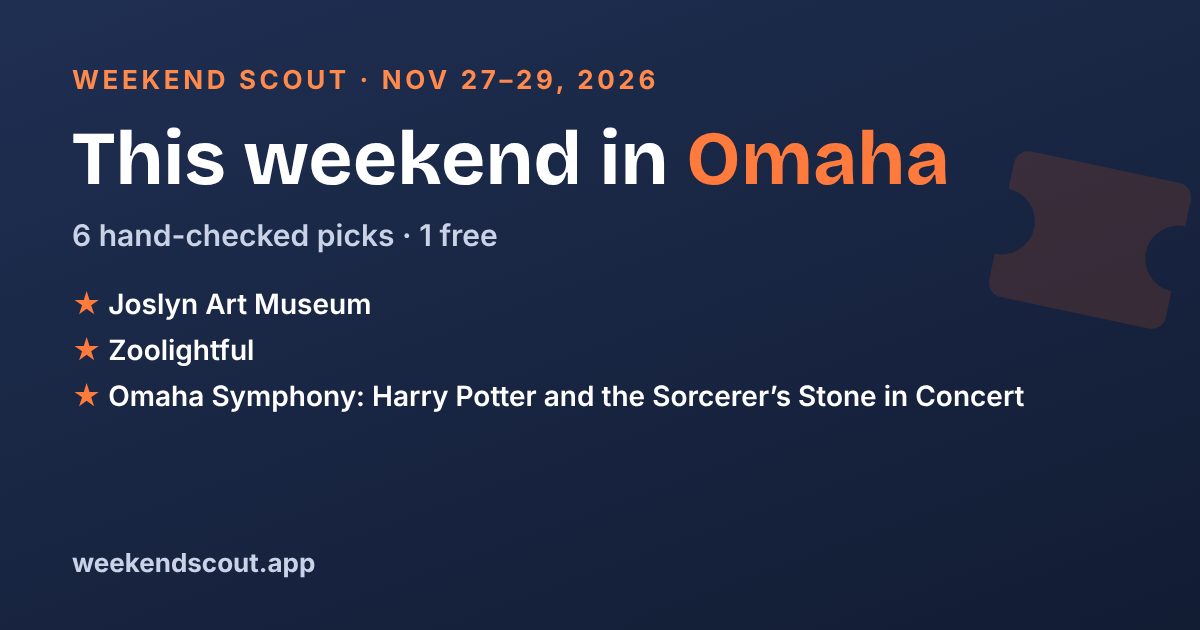 WEEKEND SCOUT · NOV 27–29, 2026
This weekend in Omaha
6 hand-checked picks · 1 free
★ Joslyn Art Museum
★ Zoolightful
★ Omaha Symphony: Harry Potter and the Sorcerer’s Stone in Concert
weekendscout.app